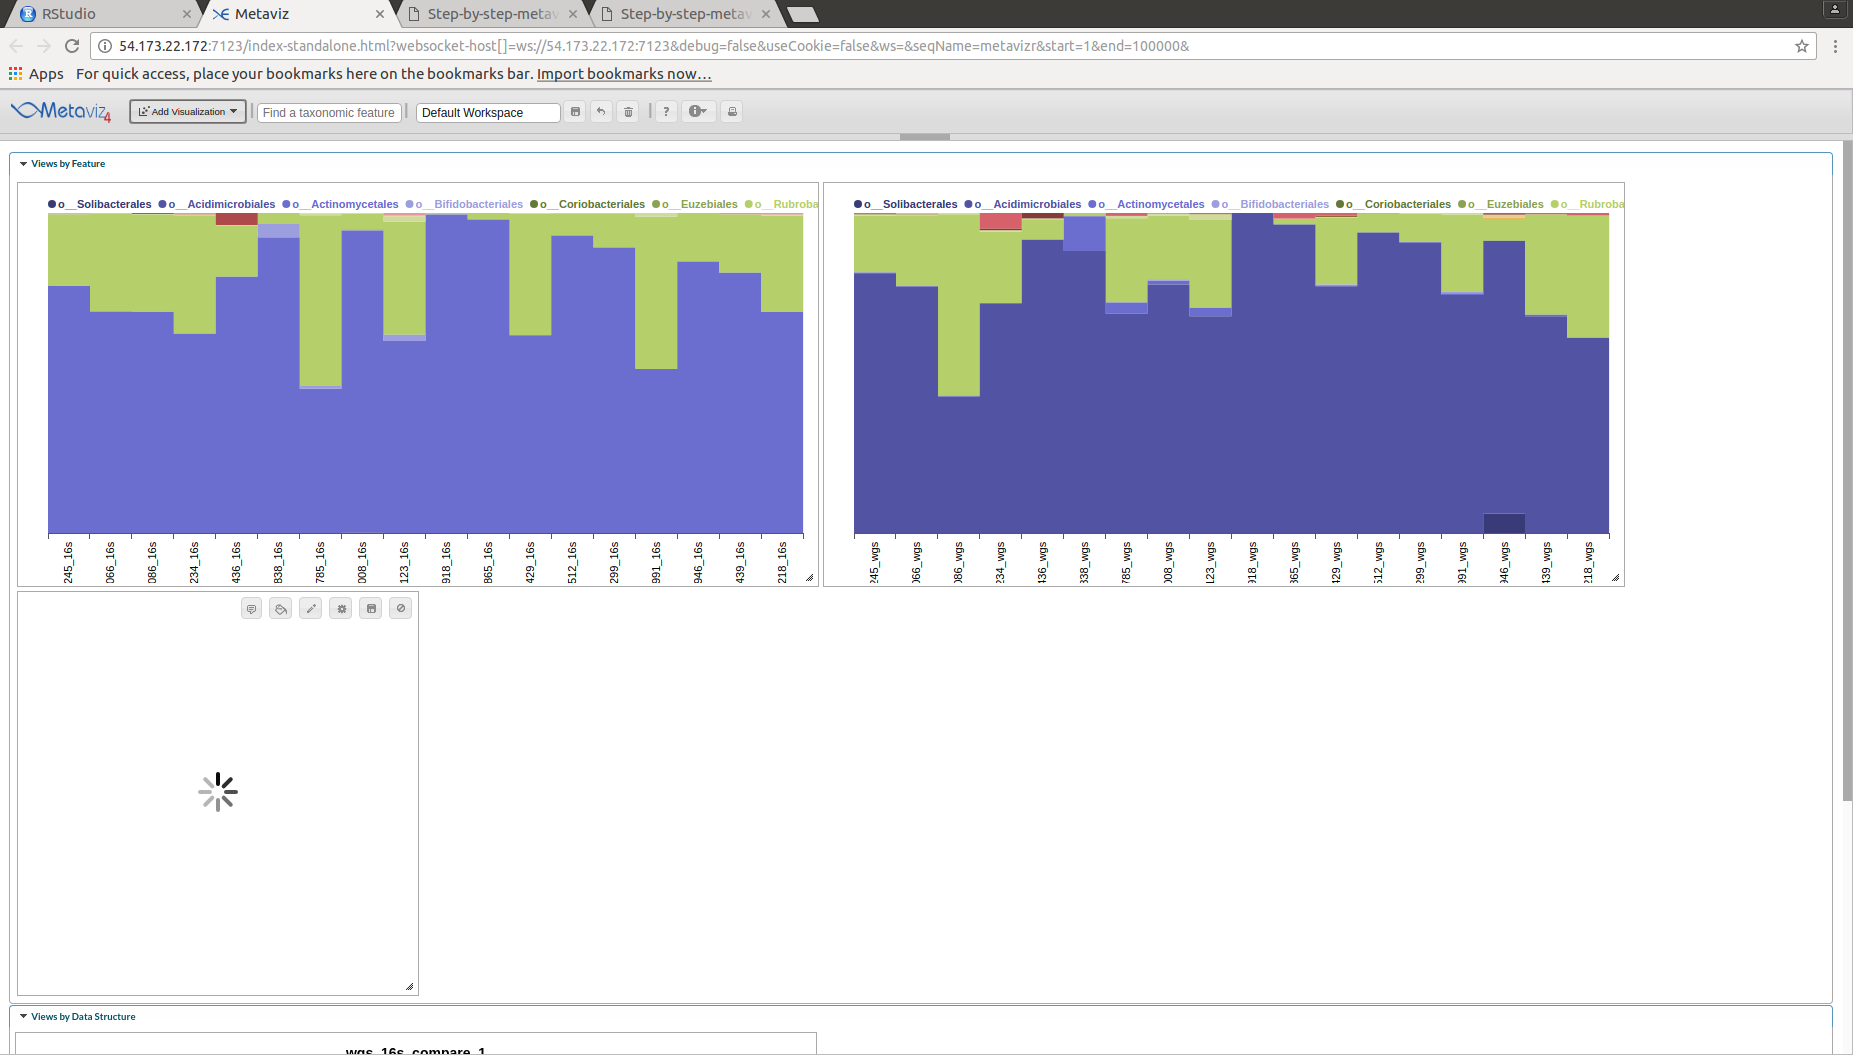 RStudio
Metaviz
Step-by-step-metav
Step-by-step-metav
54.173.22.172:7123/index-standalone.html?websocket-host[]=ws://54.173.22.172:7123&debug=false&useCookie=false&ws=&seqName=metavizr&start=1&end=100000&
Apps For quick access, place your bookmarks here on the bookmarks bar. Import bookmarks now...
Metaviz4
Add Visualization
Find a taxonomic feature
Default Workspace
?
Views by Feature
o__Solibacterales o__Acidimicrobiales o__Actinomycetales o__Bifidobacteriales o__Coriobacteriales o__Euzebiales o__Rubroba
245_16s
066_16s
086_16s
234_16s
436_16s
838_16s
785_16s
008_16s
123_16s
918_16s
865_16s
429_16s
512_16s
299_16s
991_16s
946_16s
439_16s
218_16s
o__Solibacterales o__Acidimicrobiales o__Actinomycetales o__Bifidobacteriales o__Coriobacteriales o__Euzebiales o__Rubroba
245_wgs
066_wgs
086_wgs
234_wgs
436_wgs
838_wgs
785_wgs
008_wgs
123_wgs
918_wgs
865_wgs
429_wgs
512_wgs
299_wgs
991_wgs
946_wgs
439_wgs
218_wgs
Views by Data Structure
wgs_16s_compare_1